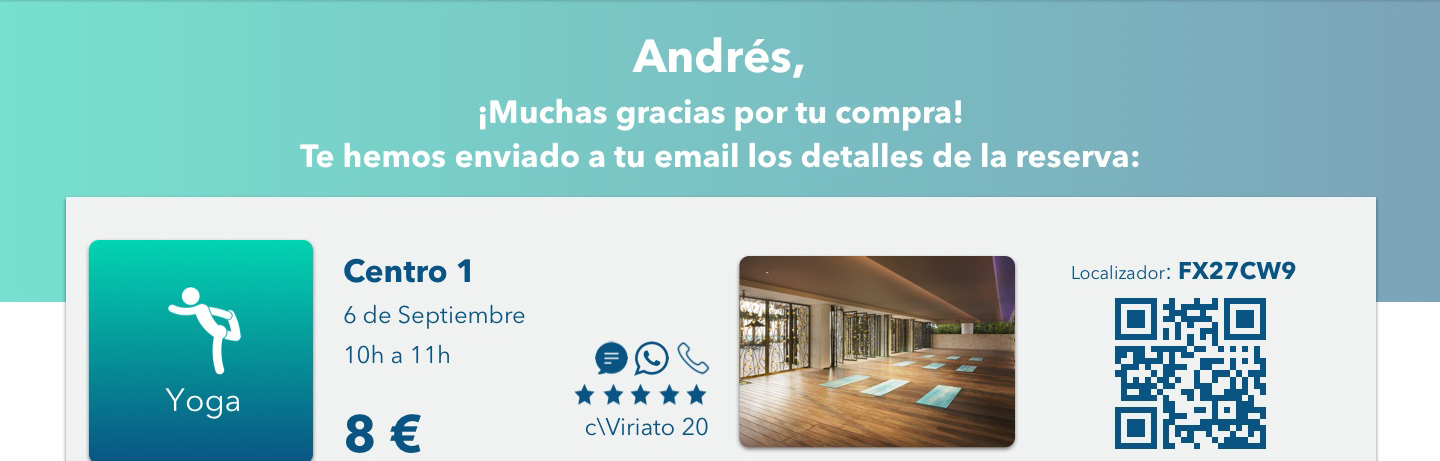 Andrés,
¡Muchas gracias por tu compra!
Te hemos enviado a tu email los detalles de la reserva:
Yoga
Centro 1
6 de Septiembre
10h a 11h
8 €
c\Viriato 20
Localizador: FX27CW9